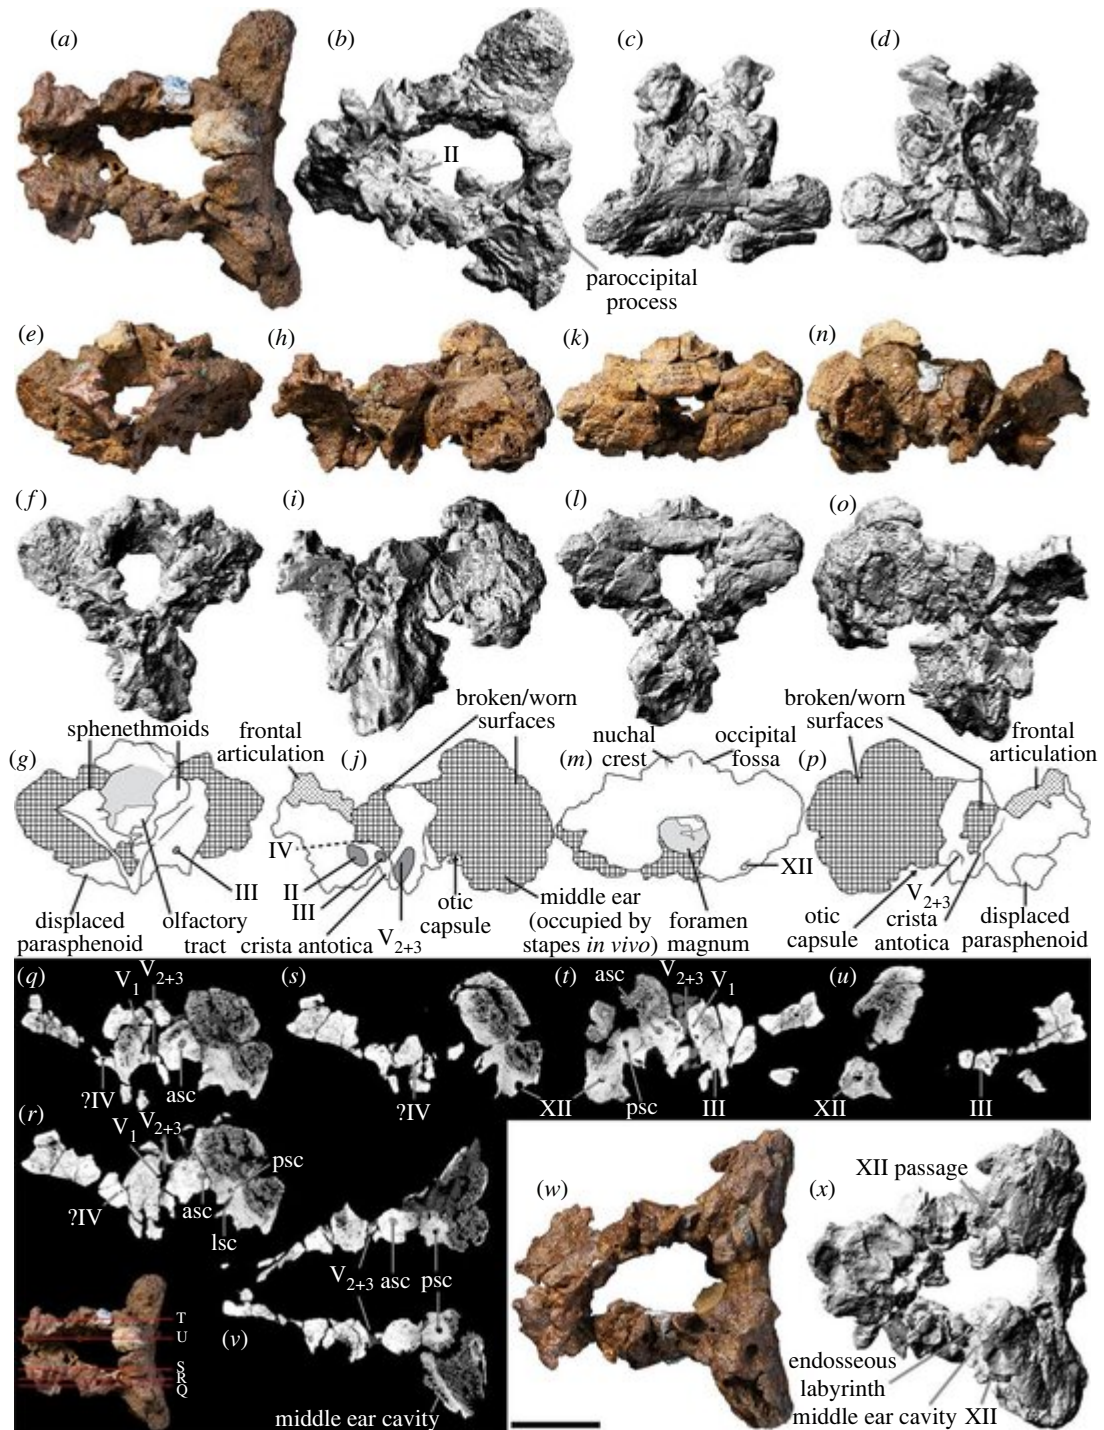 (a)
(b)
(c)
(d)
II
paroccipital
process
(e)
(h)
(k)
(n)
(f)
(i)
(l)
(o)
sphenethmoids
frontal
articulation
broken/worn
surfaces
nuchal
crest
occipital
fossa
broken/worn
surfaces
frontal
articulation
(g)
(j)
(m)
(p)
IV
II
III
III
XII
V2+3
displaced
parasphenoid
olfactory
tract
crista antotica
V2+3
otic
capsule
middle ear
(occupied by
stapes in vivo)
foramen
magnum
otic
capsule
crista
antotica
displaced
parasphenoid
(q)
V1
V2+3
(s)
(t)
asc
V2+3
V1
(u)
?IV
asc
?IV
XII
psc
III
XII
III
(r)
V1
V2+3
psc
?IV
asc
lsc
V2+3
asc
psc
(v)
T
U
S
R
Q
middle ear cavity
(w)
(x)
XII passage
endosseous
labyrinth
middle ear cavity
XII